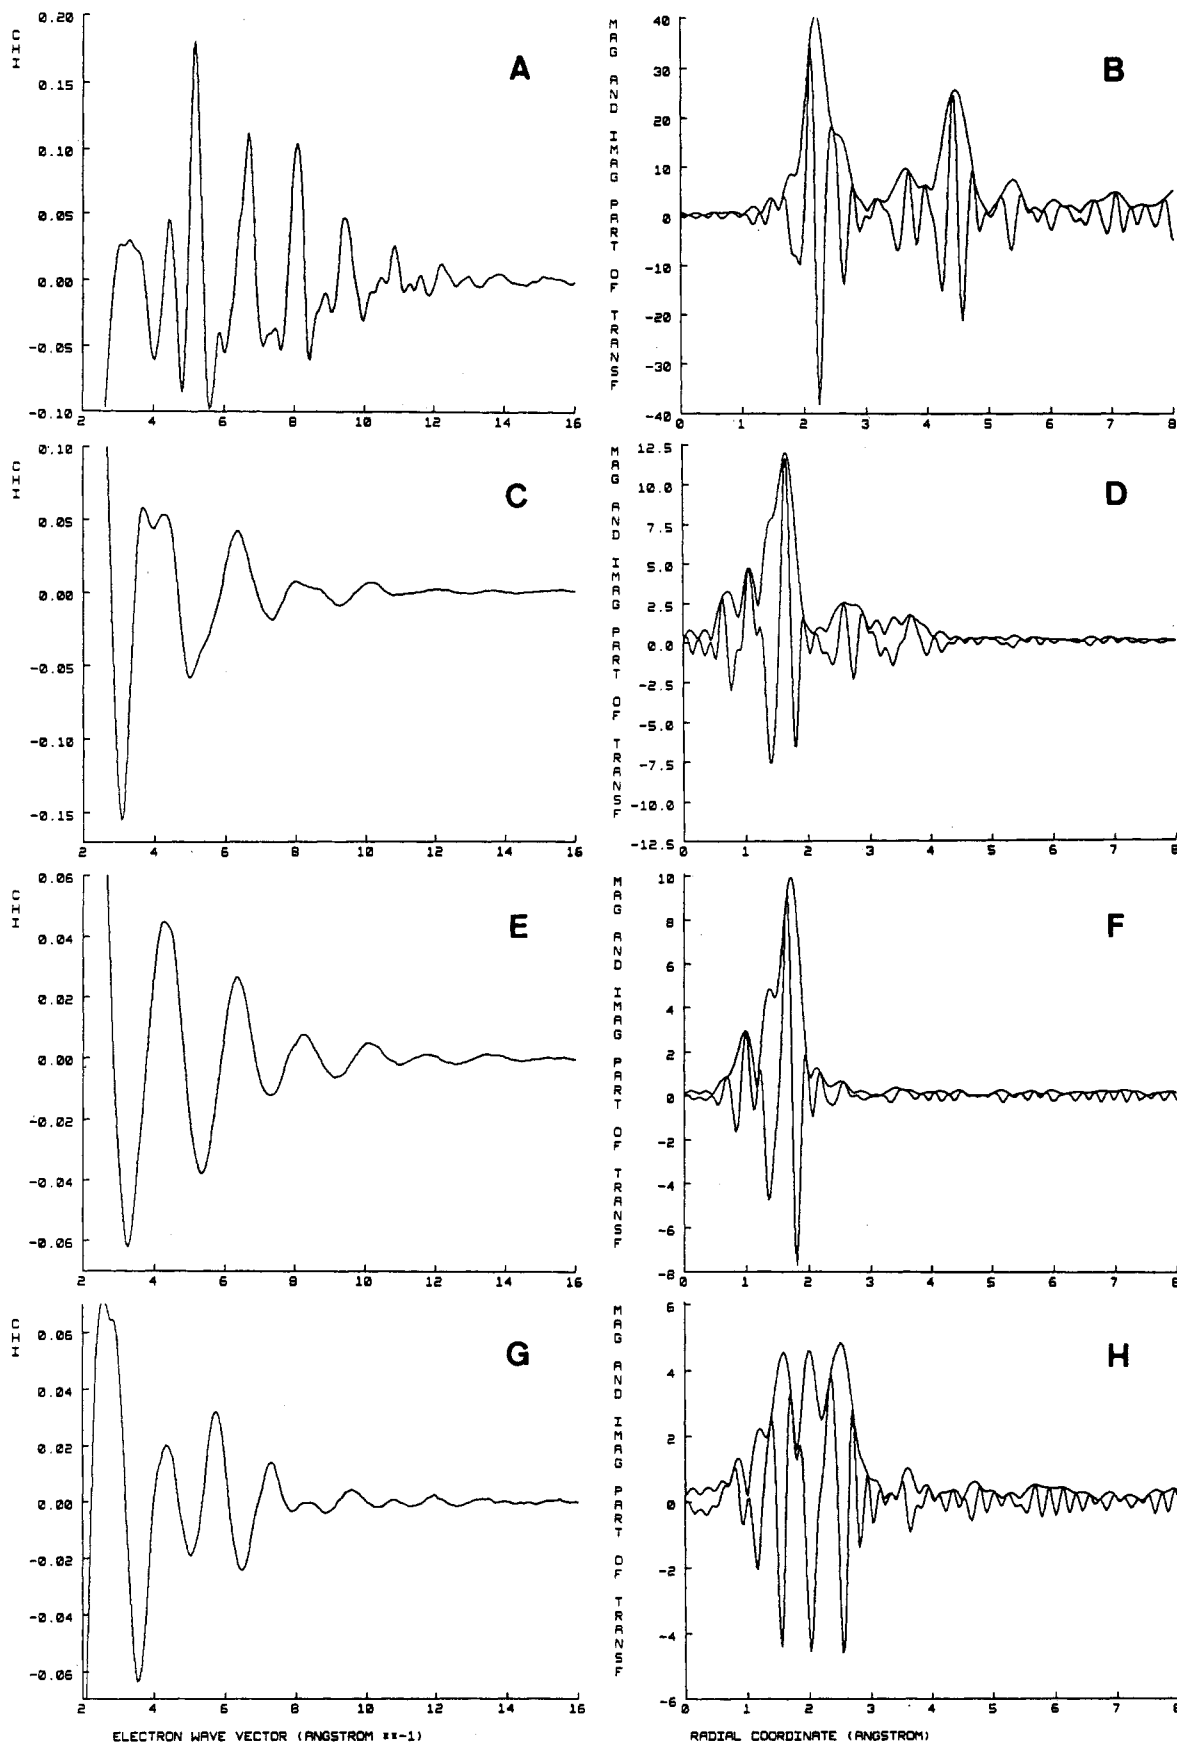 CHI
0.20
0.15
0.10
0.05
0.00
-0.05
-0.10
2 4 6 8 10 12 14 16
A
MAG AND IMAG PART OF TRANSF
40
30
20
10
0
-10
-20
-30
-40
0 1 2 3 4 5 6 7 8
B
CHI
0.10
0.05
0.00
-0.05
-0.10
-0.15
2 4 6 8 10 12 14 16
C
MAG AND IMAG PART OF TRANSF
12.5
10.0
7.5
5.0
2.5
0.0
-2.5
-5.0
-7.5
-10.0
-12.5
0 1 2 3 4 5 6 7 8
D
CHI
0.06
0.04
0.02
0.00
-0.02
-0.04
-0.06
2 4 6 8 10 12 14 16
E
MAG AND IMAG PART OF TRANSF
10
8
6
4
2
0
-2
-4
-6
-8
0 1 2 3 4 5 6 7 8
F
CHI
0.06
0.04
0.02
0.00
-0.02
-0.04
-0.06
2 4 6 8 10 12 14 16
G
ELECTRON WAVE VECTOR (ANGSTROM **-1)
MAG AND IMAG PART OF TRANSF
6
4
2
0
-2
-4
-6
0 1 2 3 4 5 6 7 8
H
RADIAL COORDINATE (ANGSTROM)